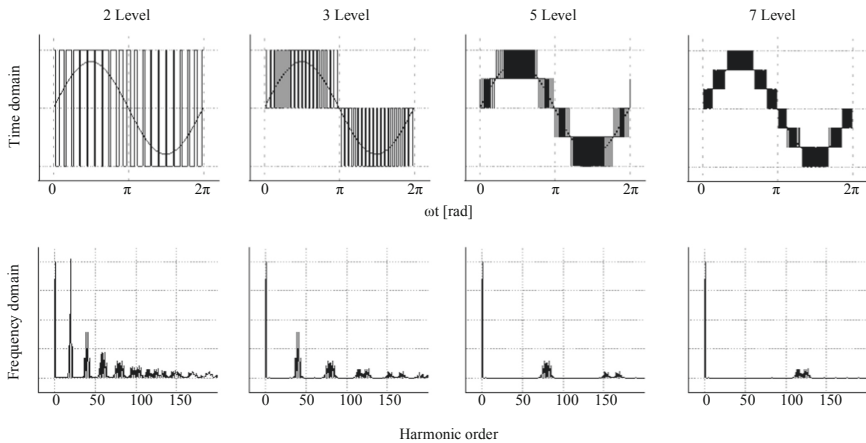 2 Level
3 Level
5 Level
7 Level
Time domain
0 π 2π
0 π 2π
0 π 2π
0 π 2π
ωt [rad]
Frequency domain
0 50 100 150
0 50 100 150
0 50 100 150
0 50 100 150
Harmonic order